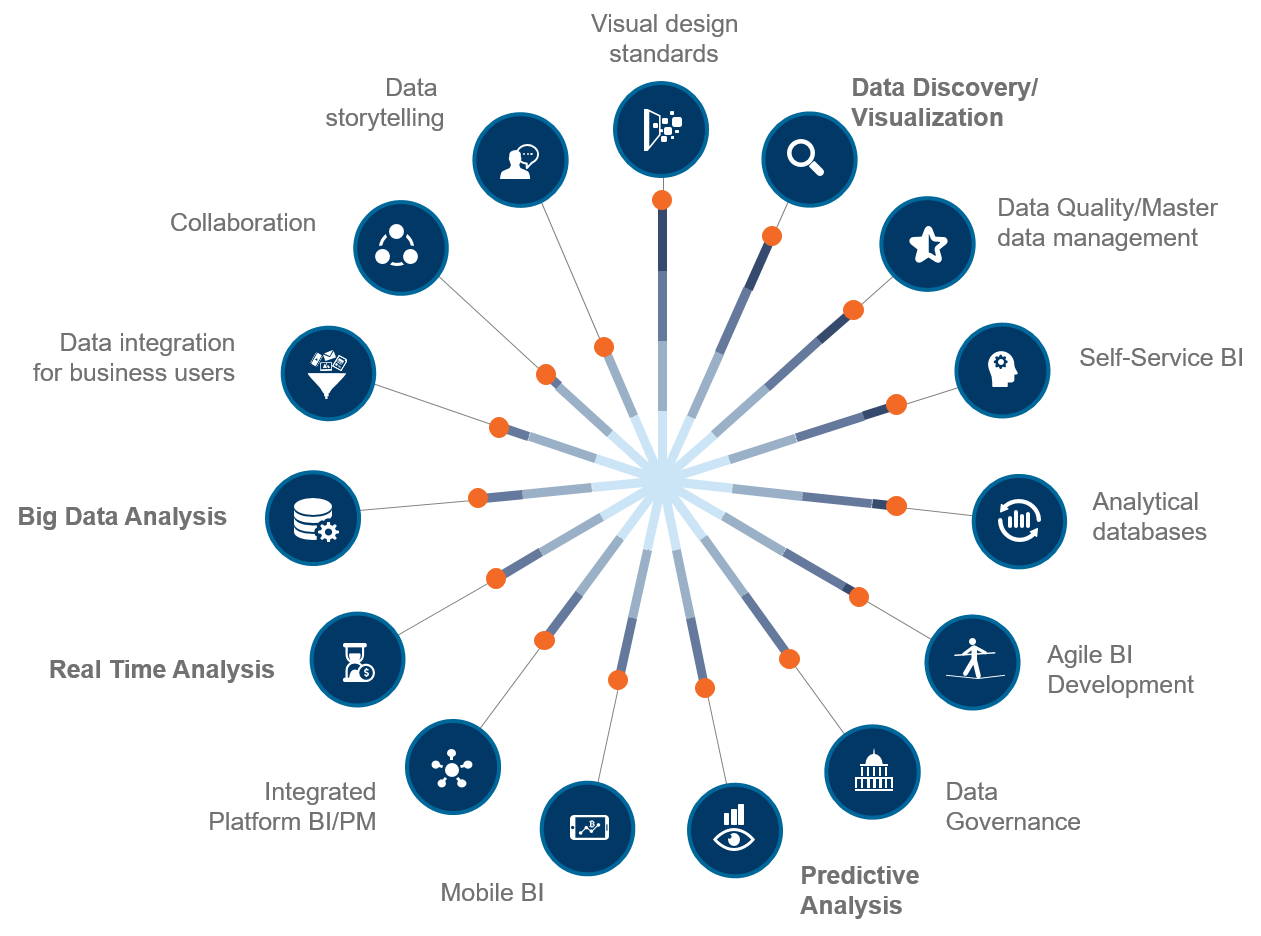 Visual design
standards
Data Discovery/
Visualization
Data Quality/Master
data management
Self-Service BI
Analytical
databases
Agile BI
Development
Data
Governance
Predictive
Analysis
Mobile BI
Integrated
Platform BI/PM
Real Time Analysis
Big Data Analysis
Data integration
for business users
Collaboration
Data
storytelling